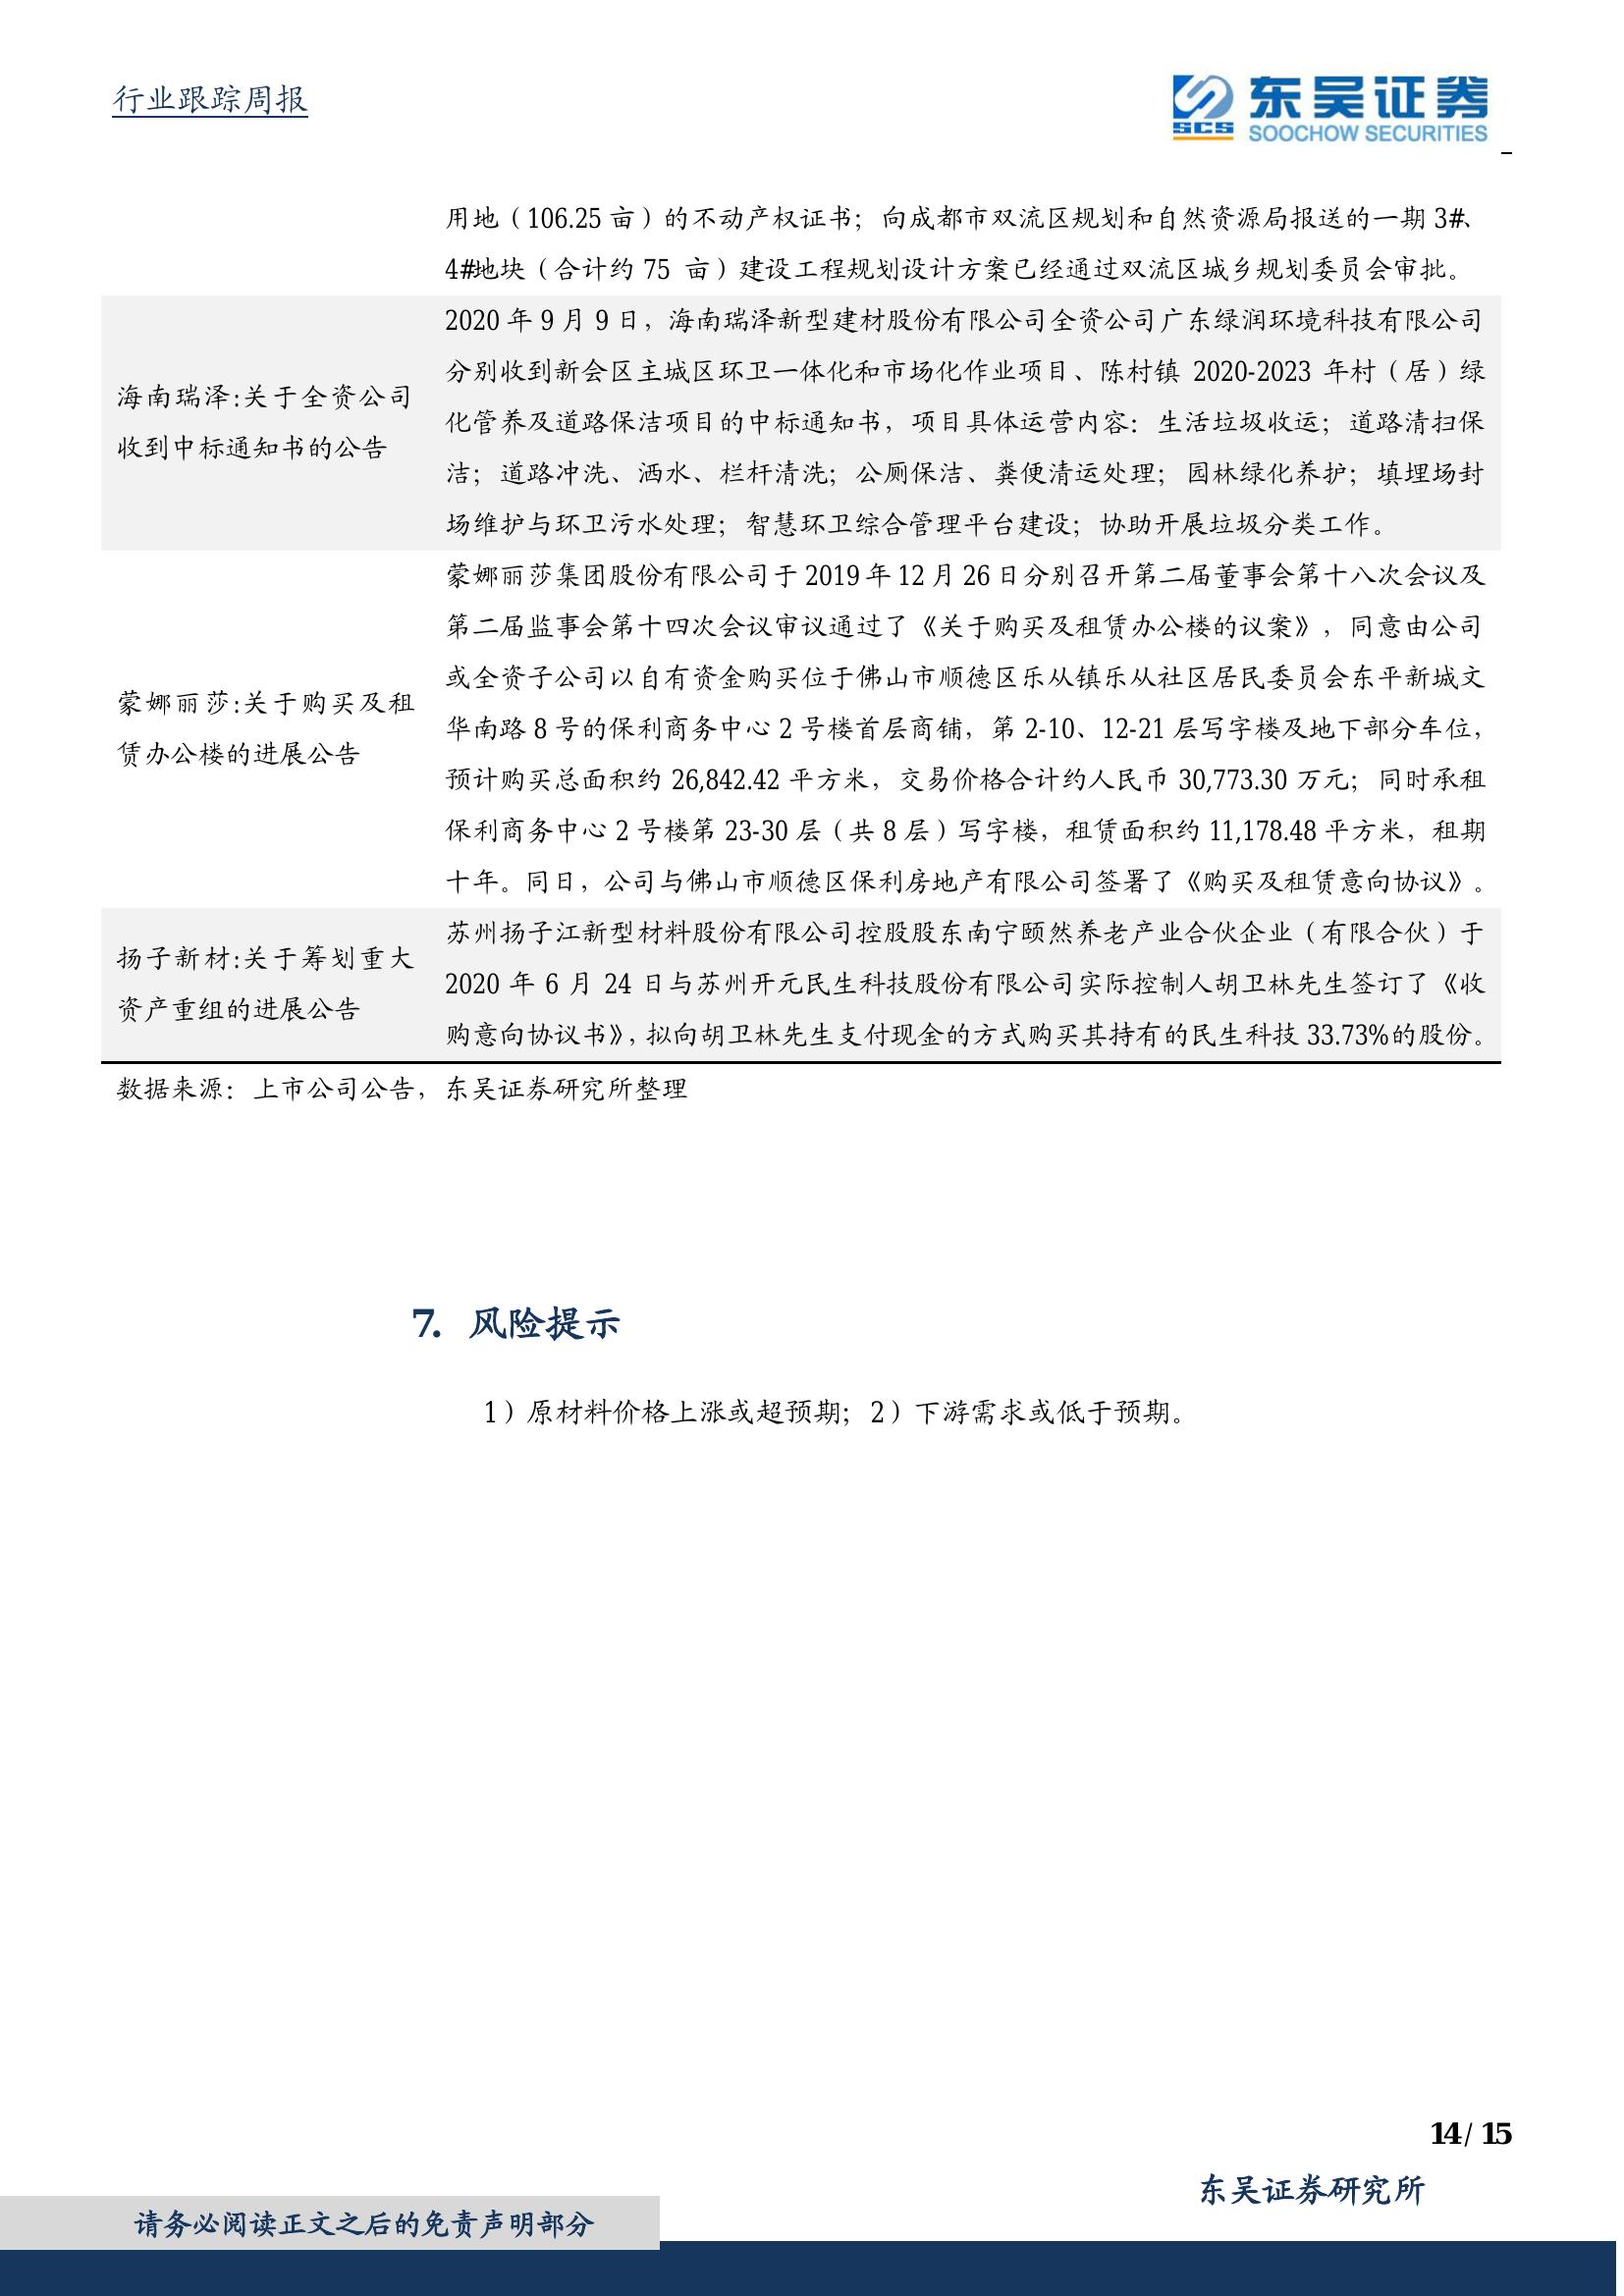 行业跟踪周报
东吴证券
SCS
SOOCHOW SECURITIES
用地（106.25 亩）的不动产权证书；向成都市双流区规划和自然资源局报送的一期 3#、
4#地块（合计约 75 亩）建设工程规划设计方案已经通过双流区城乡规划委员会审批。
海南瑞泽:关于全资公司
收到中标通知书的公告
2020 年 9 月 9 日，海南瑞泽新型建材股份有限公司全资公司广东绿润环境科技有限公司
分别收到新会区主城区环卫一体化和市场化作业项目、陈村镇 2020-2023 年村（居）绿
化管养及道路保洁项目的中标通知书，项目具体运营内容：生活垃圾收运；道路清扫保
洁；道路冲洗、洒水、栏杆清洗；公厕保洁、粪便清运处理；园林绿化养护；填埋场封
场维护与环卫污水处理；智慧环卫综合管理平台建设；协助开展垃圾分类工作。
蒙娜丽莎:关于购买及租
赁办公楼的进展公告
蒙娜丽莎集团股份有限公司于 2019 年 12 月 26 日分别召开第二届董事会第十八次会议及
第二届监事会第十四次会议审议通过了《关于购买及租赁办公楼的议案》，同意由公司
或全资子公司以自有资金购买位于佛山市顺德区乐从镇乐从社区居民委员会东平新城文
华南路 8 号的保利商务中心 2 号楼首层商铺，第 2-10、12-21 层写字楼及地下部分车位，
预计购买总面积约 26,842.42 平方米，交易价格合计约人民币 30,773.30 万元；同时承租
保利商务中心 2 号楼第 23-30 层（共 8 层）写字楼，租赁面积约 11,178.48 平方米，租期
十年。同日，公司与佛山市顺德区保利房地产有限公司签署了《购买及租赁意向协议》。
扬子新材:关于筹划重大
资产重组的进展公告
苏州扬子江新型材料股份有限公司控股股东南宁颐然养老产业合伙企业（有限合伙）于
2020 年 6 月 24 日与苏州开元民生科技股份有限公司实际控制人胡卫林先生签订了《收
购意向协议书》，拟向胡卫林先生支付现金的方式购买其持有的民生科技 33.73%的股份。
数据来源：上市公司公告，东吴证券研究所整理
7. 风险提示
1）原材料价格上涨或超预期；2）下游需求或低于预期。
14 / 15
东吴证券研究所
请务必阅读正文之后的免责声明部分